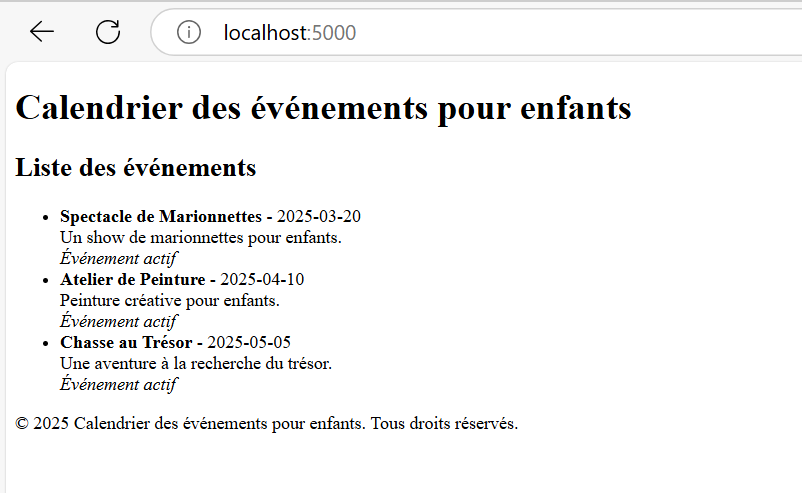 localhost:5000
Calendrier des événements pour enfants
Liste des événements
Spectacle de Marionnettes - 2025-03-20
Un show de marionnettes pour enfants.
Événement actif
Atelier de Peinture - 2025-04-10
Peinture créative pour enfants.
Événement actif
Chasse au Trésor - 2025-05-05
Une aventure à la recherche du trésor.
Événement actif
© 2025 Calendrier des événements pour enfants. Tous droits réservés.